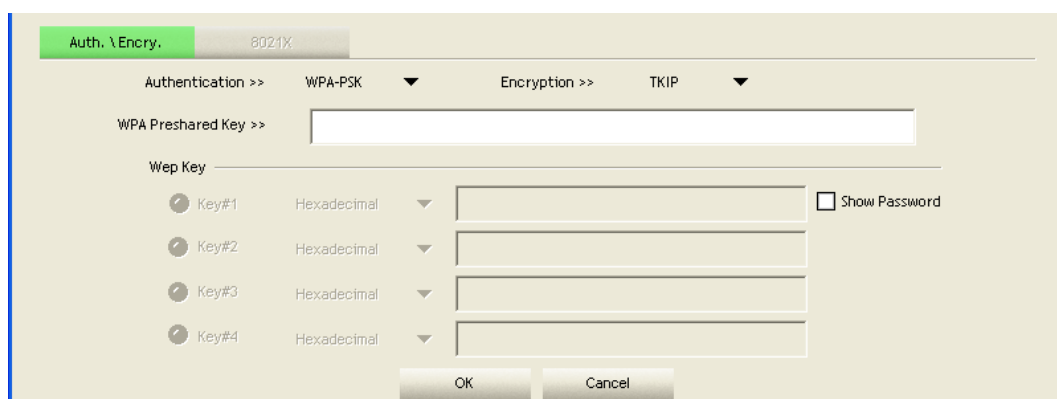 Auth. \ Encry. 8021X
Authentication >> WPA-PSK Encryption >> TKIP
WPA Preshared Key >>
Wep Key
Key#1 Hexadecimal Show Password
Key#2 Hexadecimal
Key#3 Hexadecimal
Key#4 Hexadecimal
OK Cancel